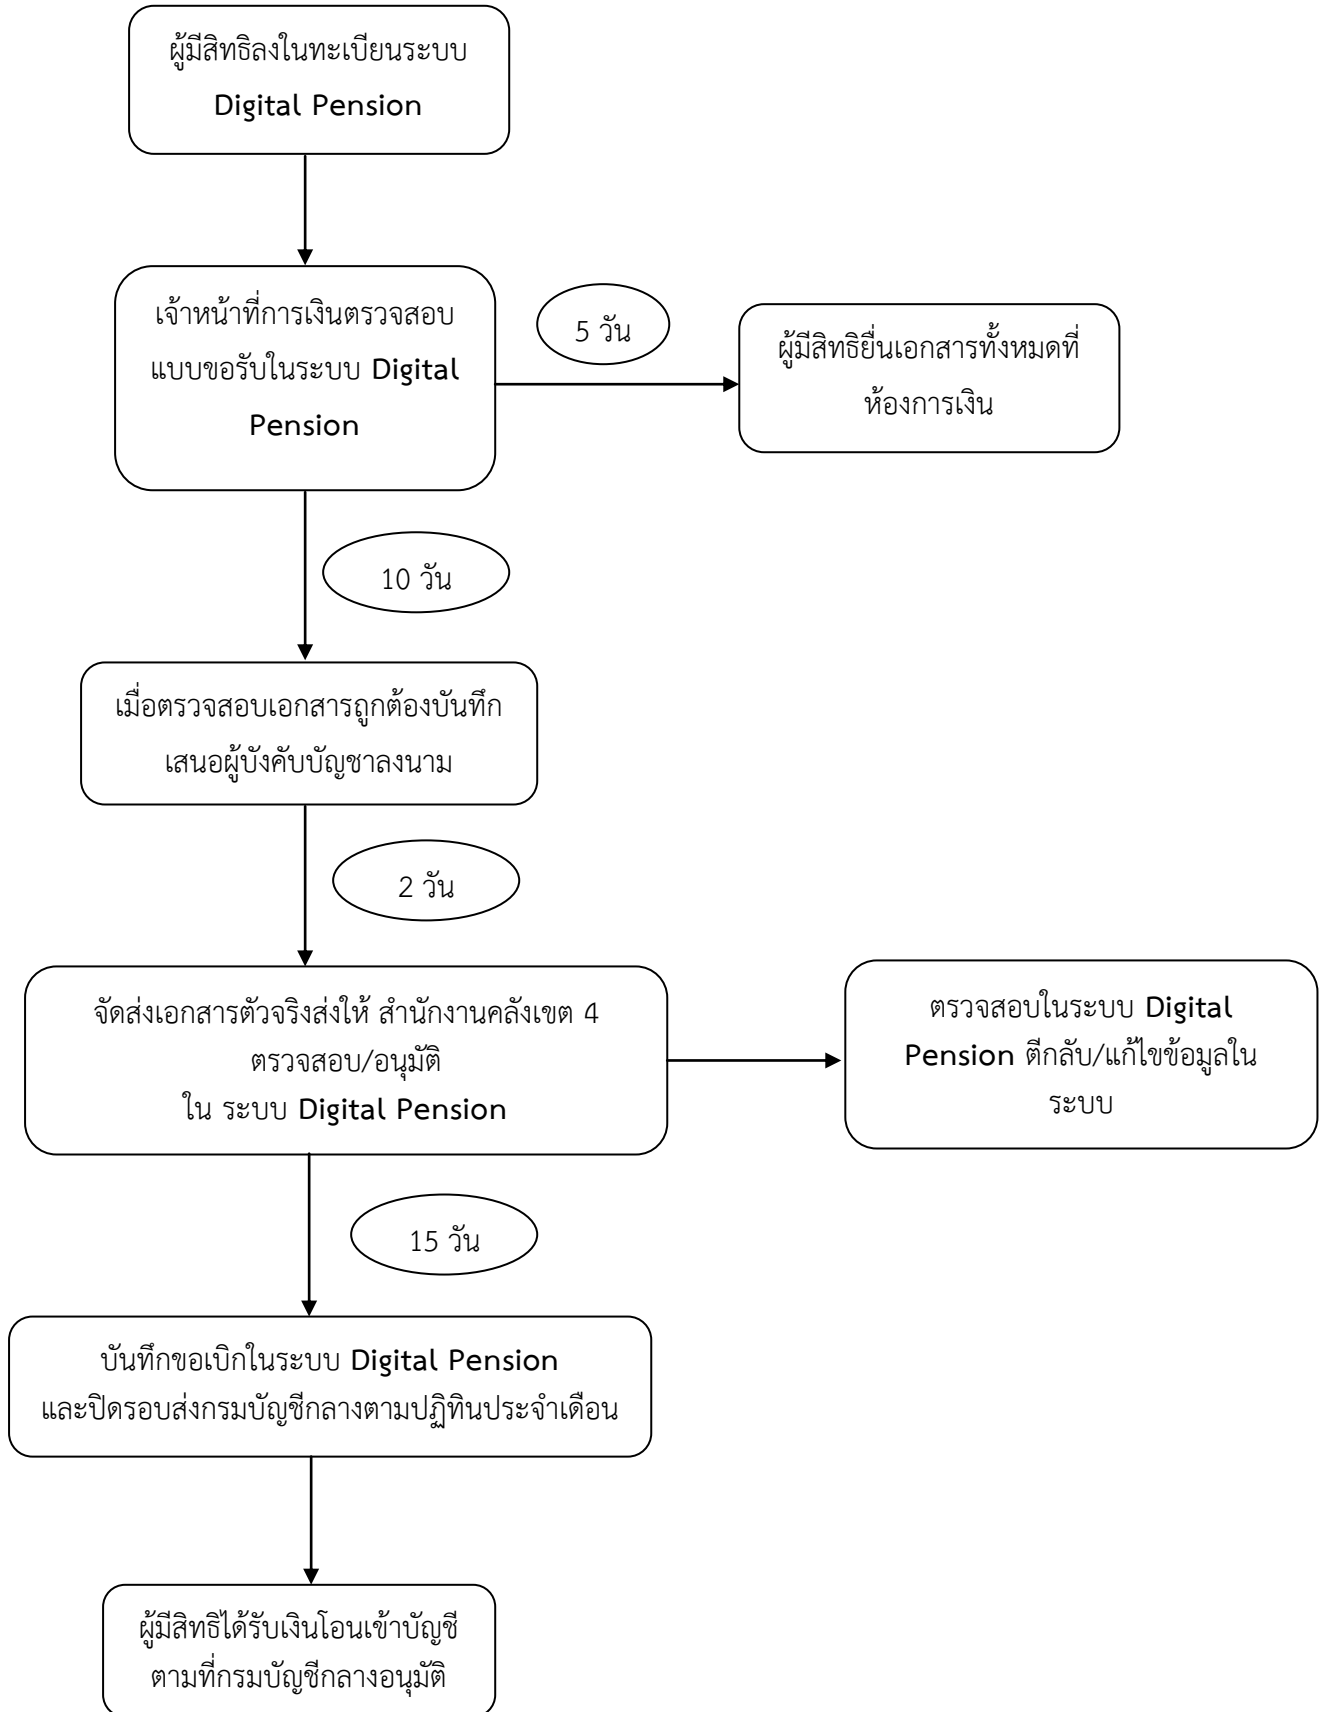 ผู้มีสิทธิลงในทะเบียนระบบ
Digital Pension
เจ้าหน้าที่การเงินตรวจสอบ
แบบขอรับในระบบ Digital
Pension
5 วัน
ผู้มีสิทธิยื่นเอกสารทั้งหมดที่
ห้องการเงิน
10 วัน
เมื่อตรวจสอบเอกสารถูกต้องบันทึก
เสนอผู้บังคับบัญชาลงนาม
2 วัน
จัดส่งเอกสารตัวจริงส่งให้ สำนักงานคลังเขต 4
ตรวจสอบ/อนุมัติ
ใน ระบบ Digital Pension
ตรวจสอบในระบบ Digital
Pension ตีกลับ/แก้ไขข้อมูลใน
ระบบ
15 วัน
บันทึกขอเบิกในระบบ Digital Pension
และปิดรอบส่งกรมบัญชีกลางตามปฏิทินประจำเดือน
ผู้มีสิทธิได้รับเงินโอนเข้าบัญชี
ตามที่กรมบัญชีกลางอนุมัติ